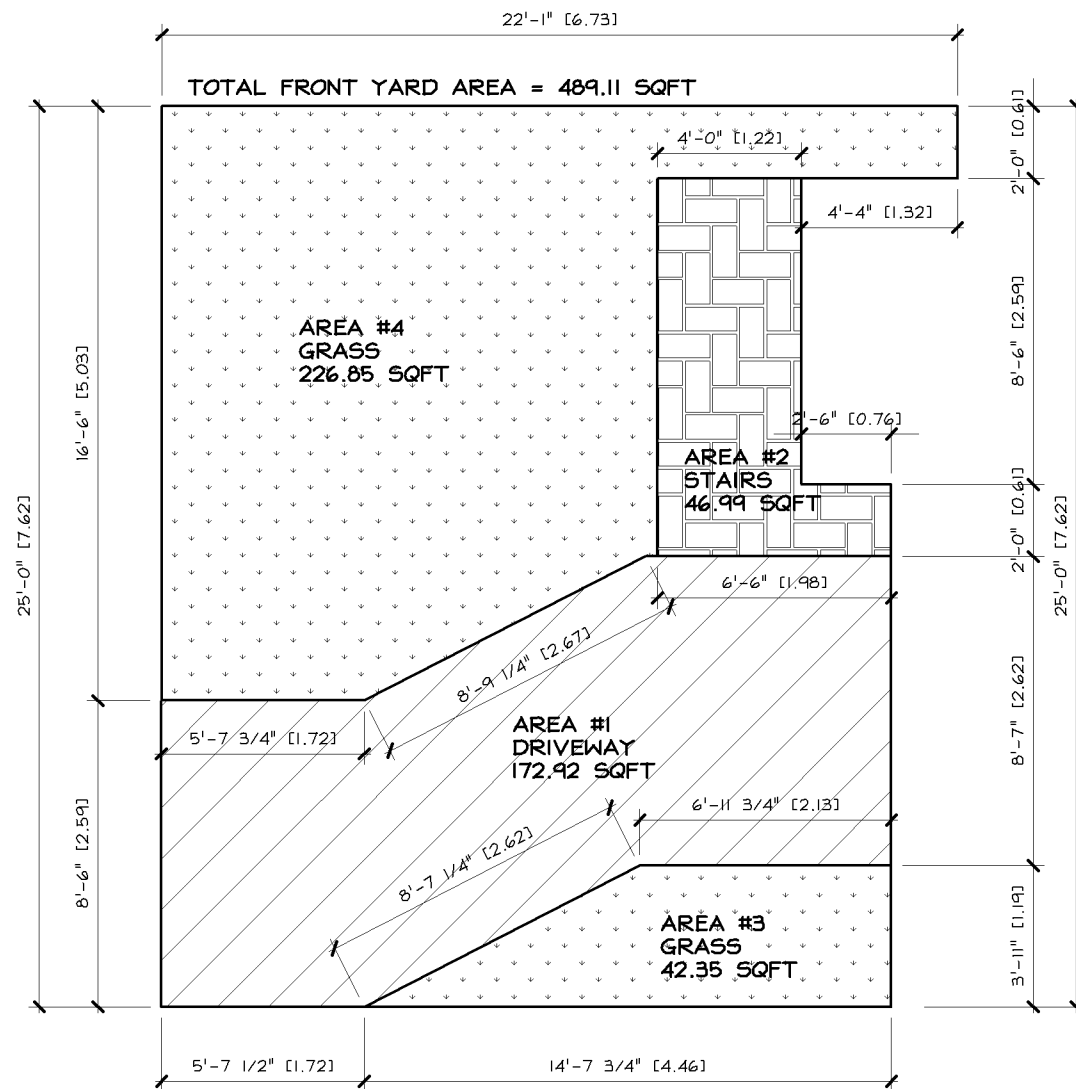 22'-1" [6.73]
TOTAL FRONT YARD AREA = 489.11 SQFT
2'-0" [0.61]
4'-0" [1.22]
4'-4" [1.32]
8'-6" [2.59]
AREA #4
GRASS
226.85 SQFT
16'-6" [5.03]
2'-6" [0.76]
AREA #2
STAIRS
46.99 SQFT
2'-0" [0.61]
25'-0" [7.62]
25'-0" [7.62]
6'-6" [1.98]
8'-9 1/4" [2.67]
8'-7" [2.62]
5'-7 3/4" [1.72]
AREA #1
DRIVEWAY
172.92 SQFT
6'-11 3/4" [2.13]
8'-6" [2.59]
8'-7 1/4" [2.62]
AREA #3
GRASS
42.35 SQFT
3'-11" [1.19]
5'-7 1/2" [1.72]
14'-7 3/4" [4.46]